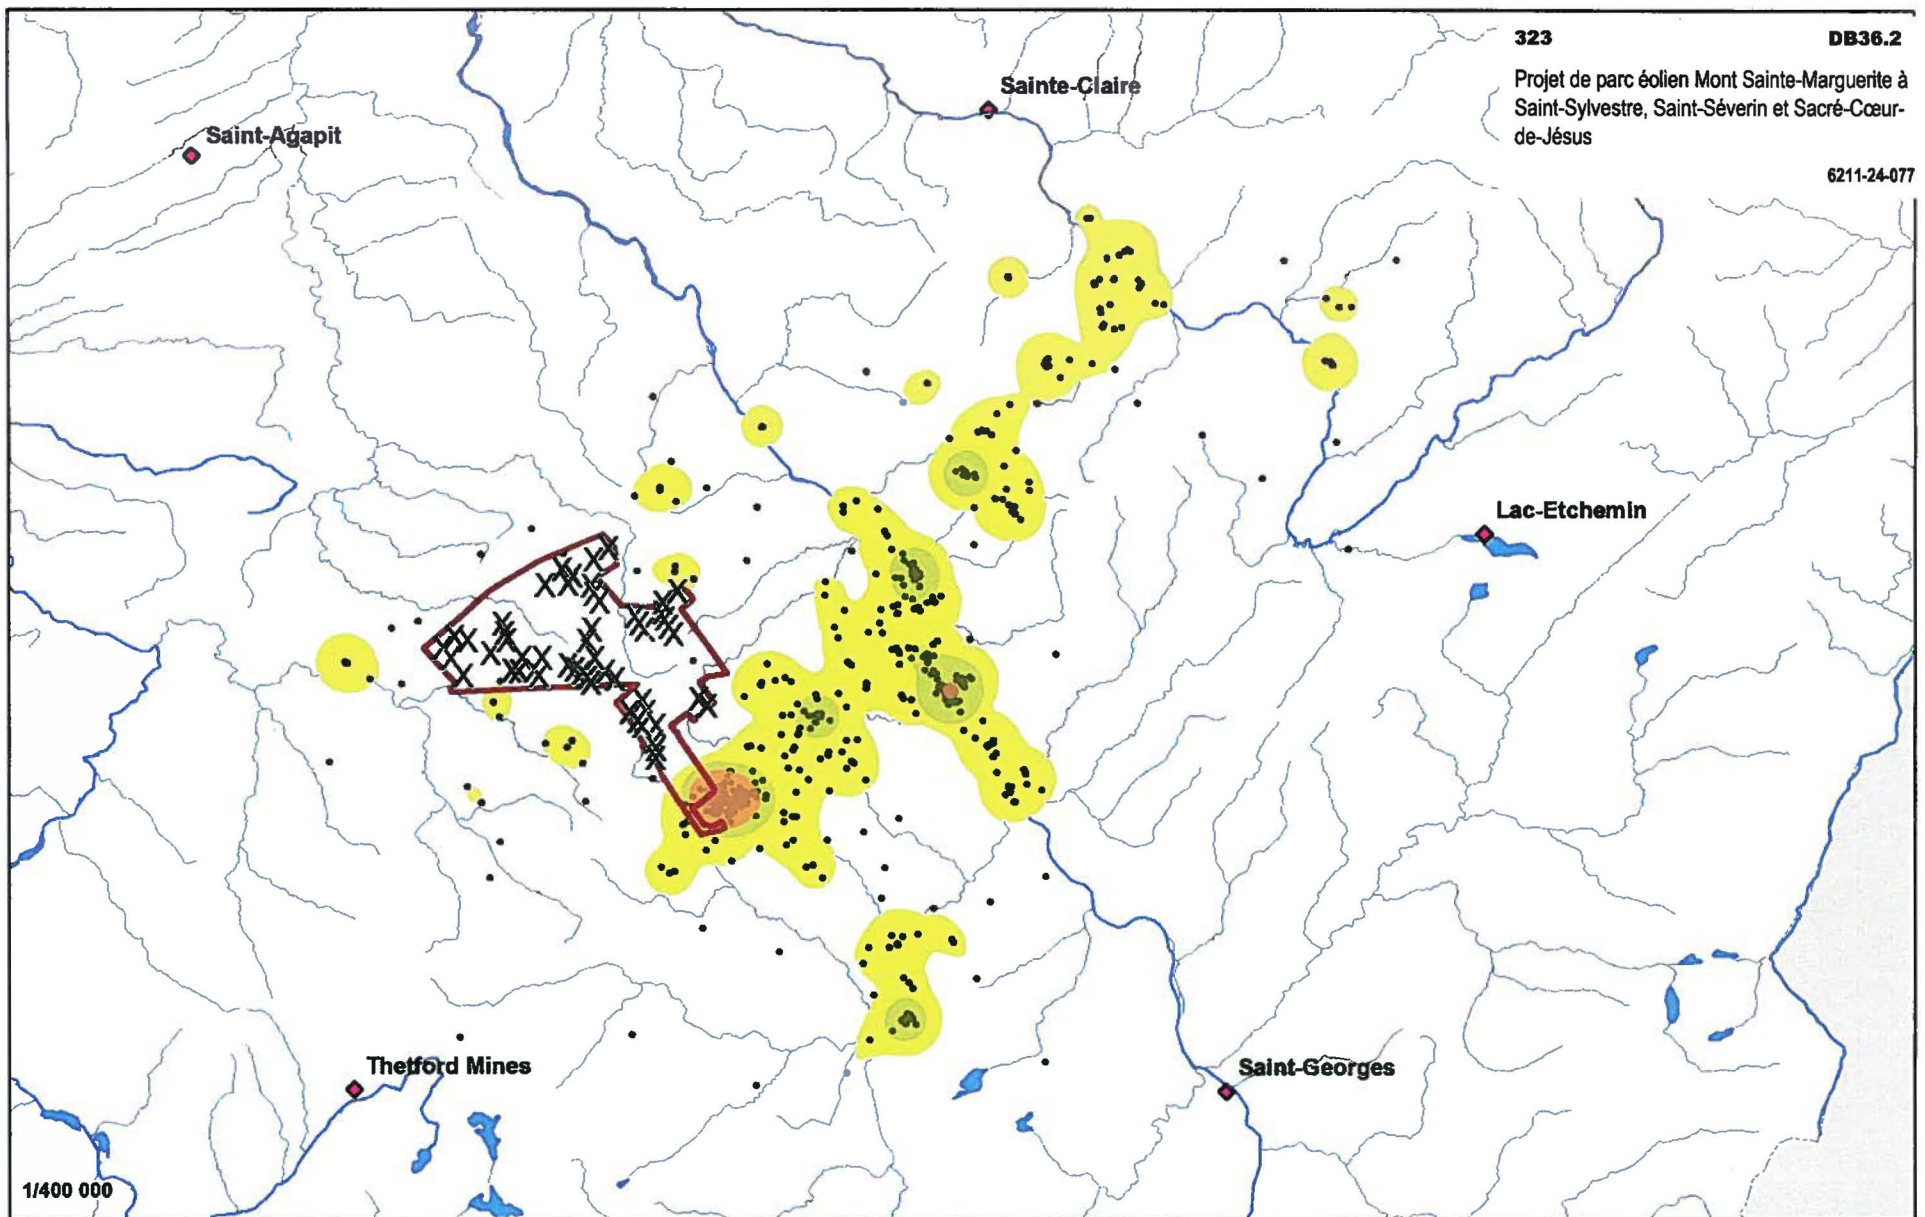 323 DB36.2
Projet de parc éolien Mont Sainte-Marguerite à
Saint-Sylvestre, Saint-Séverin et Sacré-Cœur-
de-Jésus
6211-24-077
Sainte-Claire
Saint-Agapit
Lac-Etchemin
Thetford Mines
Saint-Georges
1/400 000